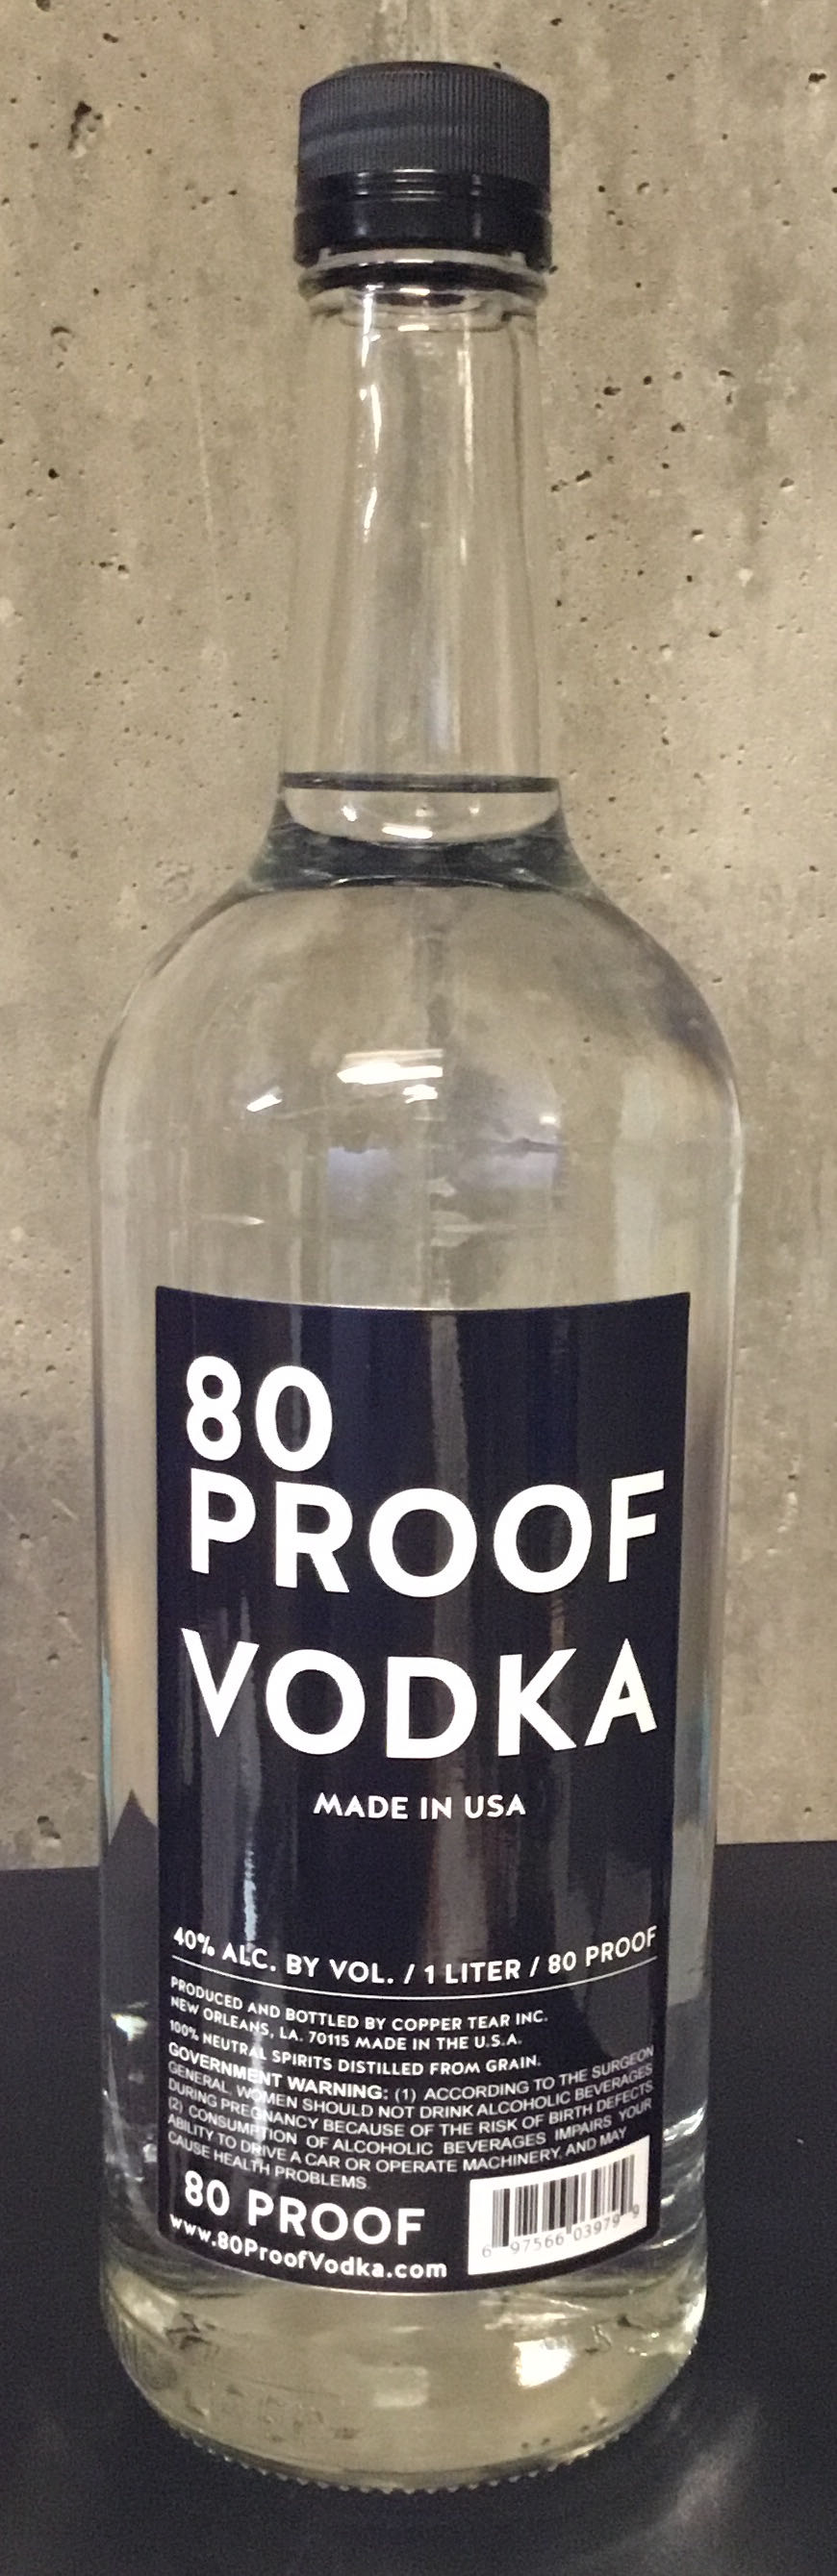 80
PROOF
VODKA
MADE IN USA
40% ALC. BY VOL. / 1 LITER / 80 PROOF
PRODUCED AND BOTTLED BY COPPER TEAR INC.
NEW ORLEANS, LA. 70115 MADE IN THE U.S.A.
100% NEUTRAL SPIRITS DISTILLED FROM GRAIN.
GOVERNMENT WARNING: (1) ACCORDING TO THE SURGEON
GENERAL, WOMEN SHOULD NOT DRINK ALCOHOLIC BEVERAGES
DURING PREGNANCY BECAUSE OF THE RISK OF BIRTH DEFECTS.
(2) CONSUMPTION OF ALCOHOLIC BEVERAGES IMPAIRS YOUR
ABILITY TO DRIVE A CAR OR OPERATE MACHINERY, AND MAY
CAUSE HEALTH PROBLEMS.
80 PROOF
www.80ProofVodka.com
6 97566 03979 9